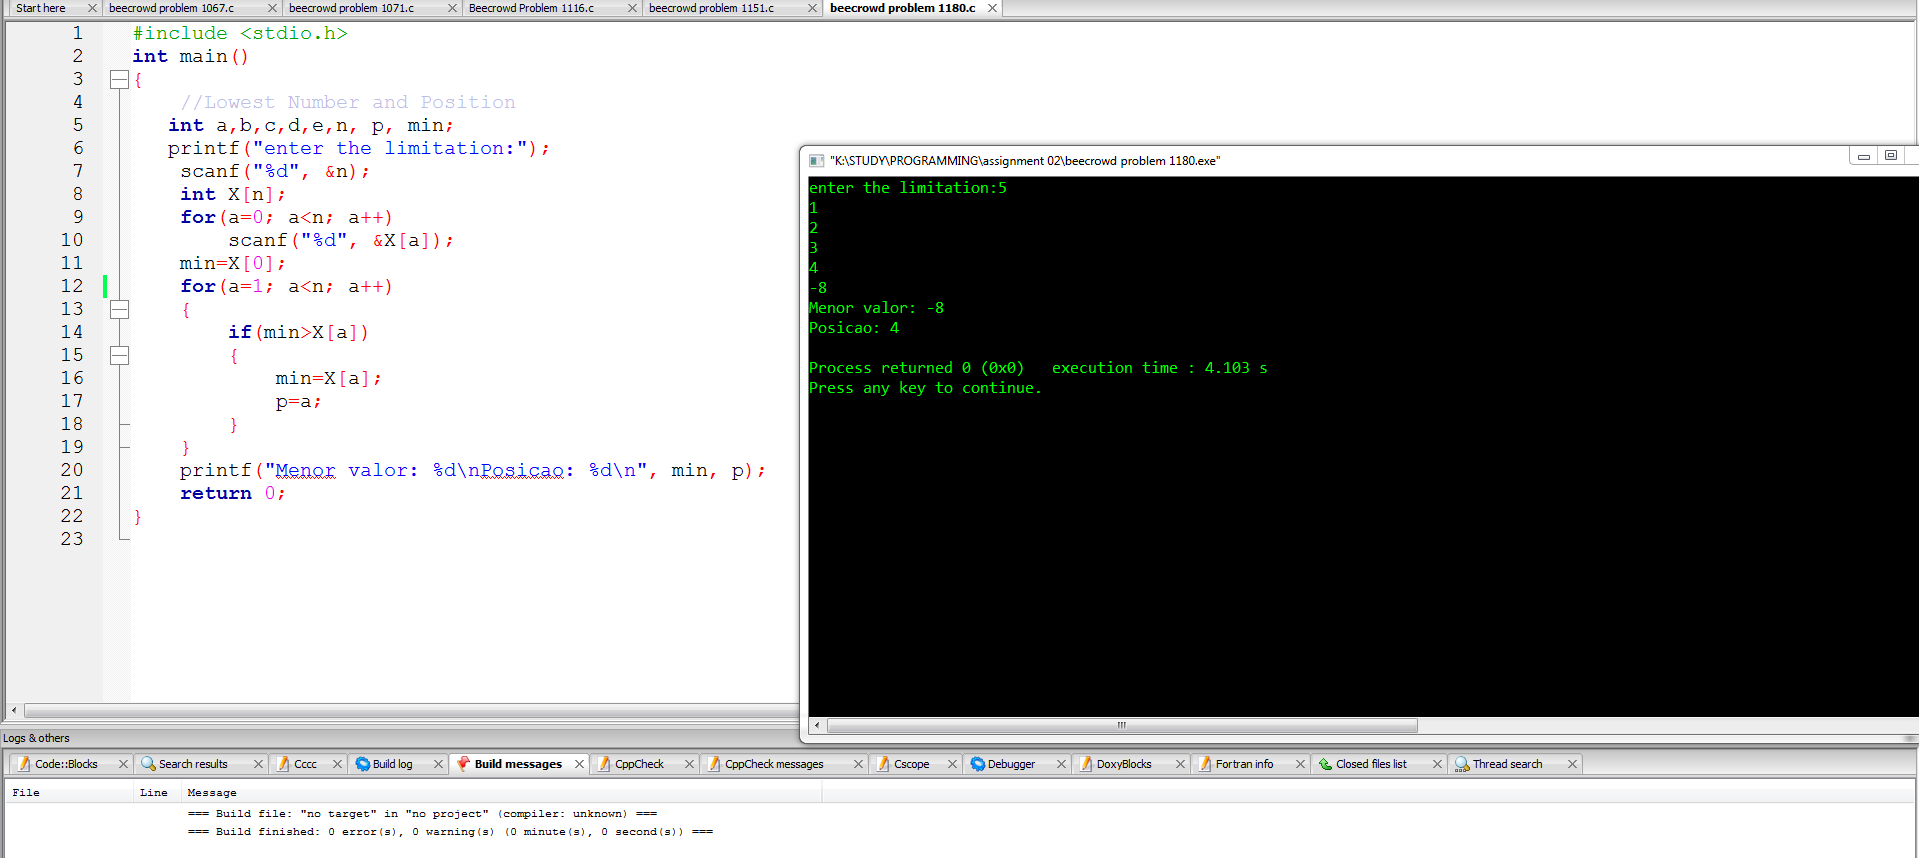 Start here beecrowd problem 1067.c beecrowd problem 1071.c Beecrowd Problem 1116.c beecrowd problem 1151.c beecrowd problem 1180.c
1 #include <stdio.h>
2 int main()
3 {
4 //Lowest Number and Position
5 int a,b,c,d,e,n, p, min;
6 printf("enter the limitation:");
7 scanf("%d", &n);
8 int X[n];
9 for(a=0; a<n; a++)
10 scanf("%d", &X[a]);
11 min=X[0];
12 for(a=1; a<n; a++)
13 {
14 if(min>X[a])
15 {
16 min=X[a];
17 p=a;
18 }
19 }
20 printf("Menor valor: %d\nPosicao: %d\n", min, p);
21 return 0;
22 }
23
"K:\STUDY\PROGRAMMING\assignment 02\beecrowd problem 1180.exe"
enter the limitation:5
1
2
3
4
-8
Menor valor: -8
Posicao: 4
Process returned 0 (0x0) execution time : 4.103 s
Press any key to continue.
Logs & others
Code::Blocks Search results Cccc Build log Build messages CppCheck CppCheck messages Cscope Debugger DoxyBlocks Fortran info Closed files list Thread search
File Line Message
=== Build file: "no target" in "no project" (compiler: unknown) ===
=== Build finished: 0 error(s), 0 warning(s) (0 minute(s), 0 second(s)) ===